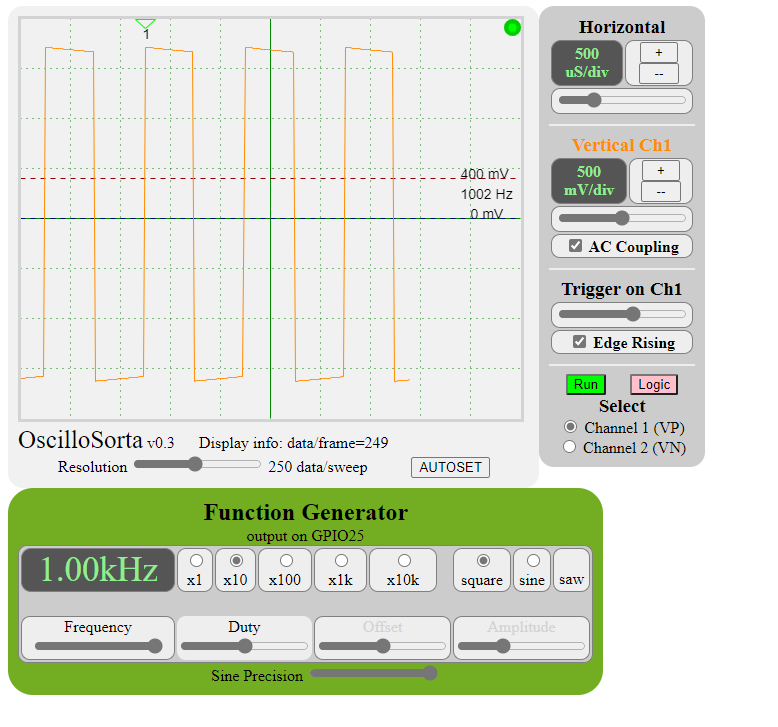 1
400 mV
1002 Hz
0 mV
OscilloSorta v0.3 Display info: data/frame=249
Resolution 250 data/sweep AUTOSET
Horizontal
500
uS/div
+
--
Vertical Ch1
500
mV/div
+
--
AC Coupling
Trigger on Ch1
Edge Rising
Run Logic
Select
Channel 1 (VP)
Channel 2 (VN)
Function Generator
output on GPIO25
1.00kHz x1 x10 x100 x1k x10k square sine saw
Frequency Duty Offset Amplitude
Sine Precision